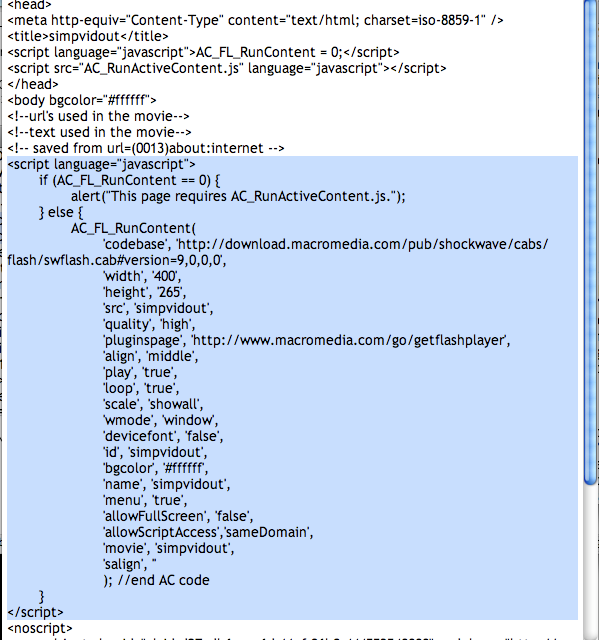 <head>
<meta http-equiv="Content-Type" content="text/html; charset=iso-8859-1" />
<title>simpvidout</title>
<script language="javascript">AC_FL_RunContent = 0;</script>
<script src="AC_RunActiveContent.js" language="javascript"></script>
</head>
<body bgcolor="#ffffff">
<!--url's used in the movie-->
<!--text used in the movie-->
<!-- saved from url=(0013)about:internet -->
<script language="javascript">
if (AC_FL_RunContent == 0) {
alert("This page requires AC_RunActiveContent.js.");
} else {
AC_FL_RunContent(
'codebase', 'http://download.macromedia.com/pub/shockwave/cabs/
flash/swflash.cab#version=9,0,0,0',
'width', '400',
'height', '265',
'src', 'simpvidout',
'quality', 'high',
'pluginspage', 'http://www.macromedia.com/go/getflashplayer',
'align', 'middle',
'play', 'true',
'loop', 'true',
'scale', 'showall',
'wmode', 'window',
'devicefont', 'false',
'id', 'simpvidout',
'bgcolor', '#ffffff',
'name', 'simpvidout',
'menu', 'true',
'allowFullScreen', 'false',
'allowScriptAccess','sameDomain',
'movie', 'simpvidout',
'salign', ''
); //end AC code
}
</script>
<noscript>